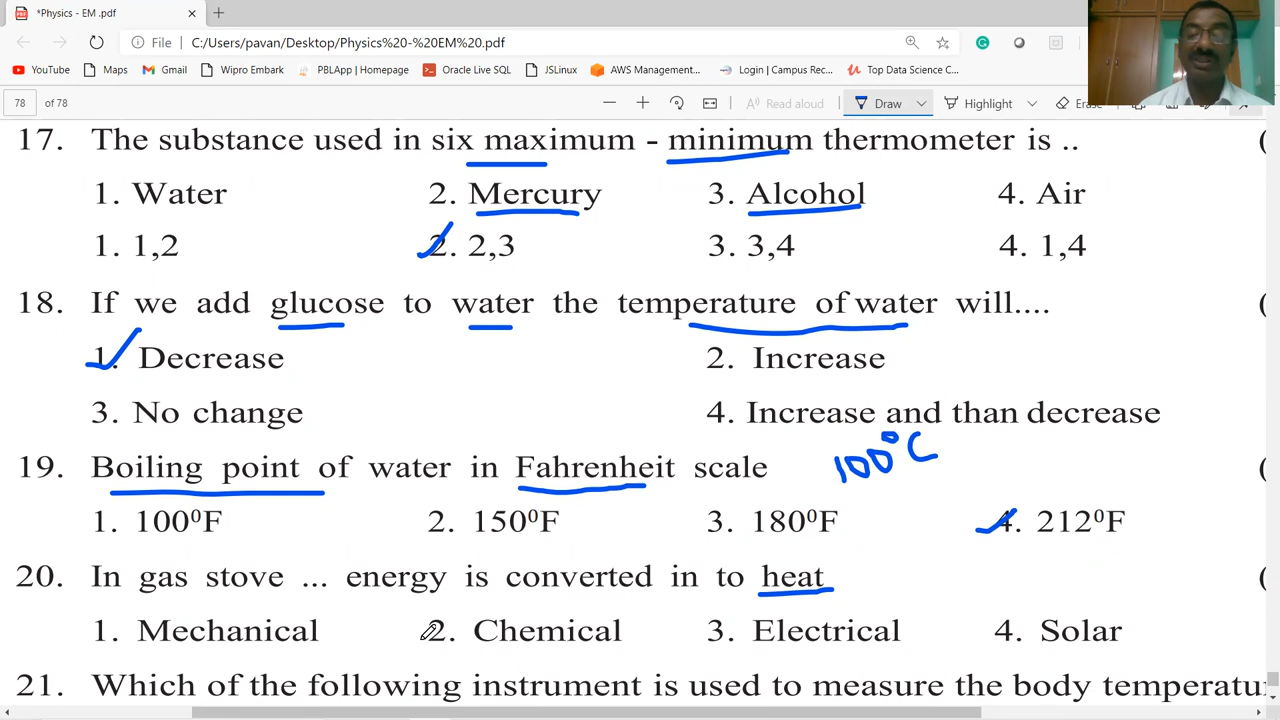 *Physics - EM .pdf
File C:/Users/pavan/Desktop/Physics%20-%20EM%20.pdf
YouTube Maps Gmail Wipro Embark PBLApp | Homepage Oracle Live SQL JSLinux AWS Management... Login | Campus Rec... Top Data Science C...
78 of 78 Read aloud Draw Highlight Erase
17. The substance used in six maximum - minimum thermometer is .. (
1. Water 2. Mercury 3. Alcohol 4. Air
1. 1,2 2. 2,3 3. 3,4 4. 1,4
18. If we add glucose to water the temperature of water will.... (
1. Decrease 2. Increase
3. No change 4. Increase and than decrease
100°C
19. Boiling point of water in Fahrenheit scale (
1. 100⁰F 2. 150⁰F 3. 180⁰F 4. 212⁰F
20. In gas stove ... energy is converted in to heat (
1. Mechanical 2. Chemical 3. Electrical 4. Solar
21. Which of the following instrument is used to measure the body temperatu